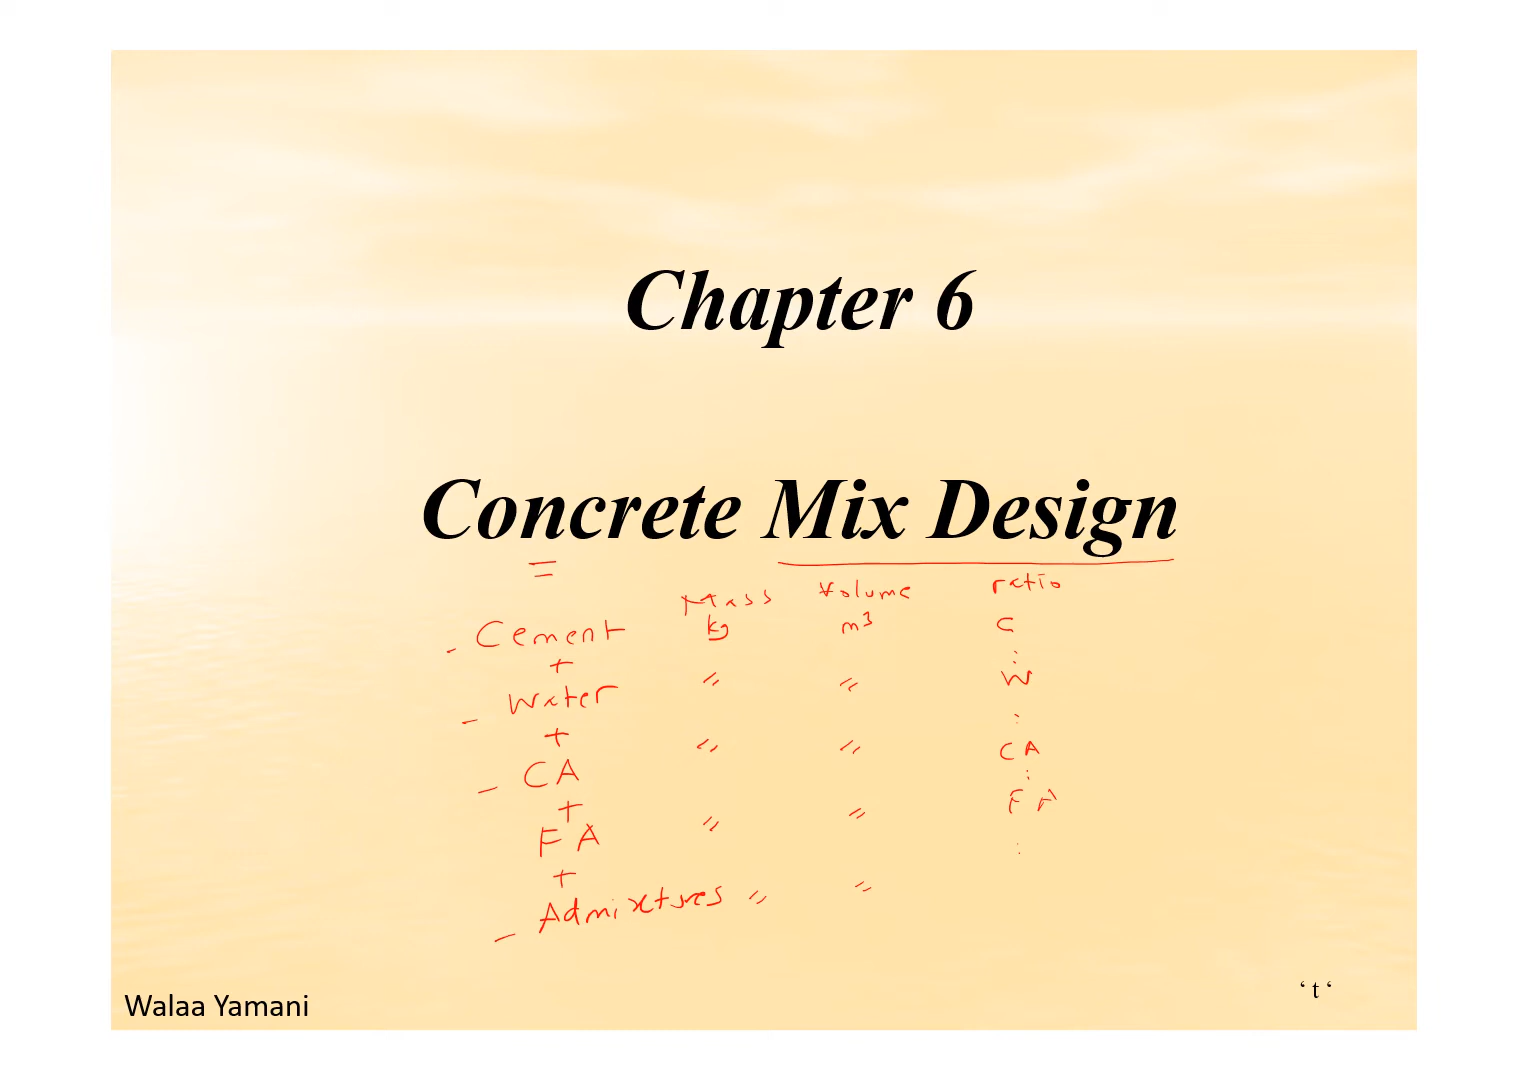 Chapter 6
Concrete Mix Design
=
Mass Volume ratio
- Cement kg m³ C
+ :
- Water " " W
+ :
- CA " " CA
+ :
FA " " FA
+ :
- Admixtures " "
Walaa Yamani
‘ t ‘